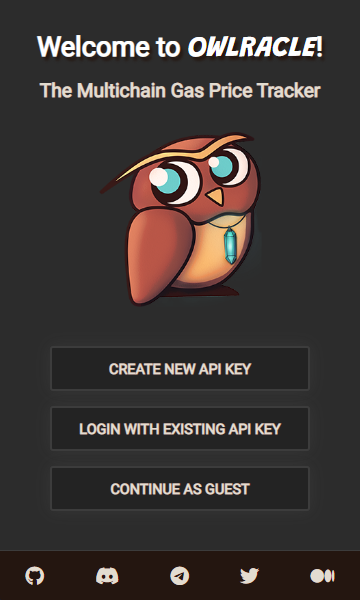 Welcome to OWLRACLE!
The Multichain Gas Price Tracker
CREATE NEW API KEY
LOGIN WITH EXISTING API KEY
CONTINUE AS GUEST